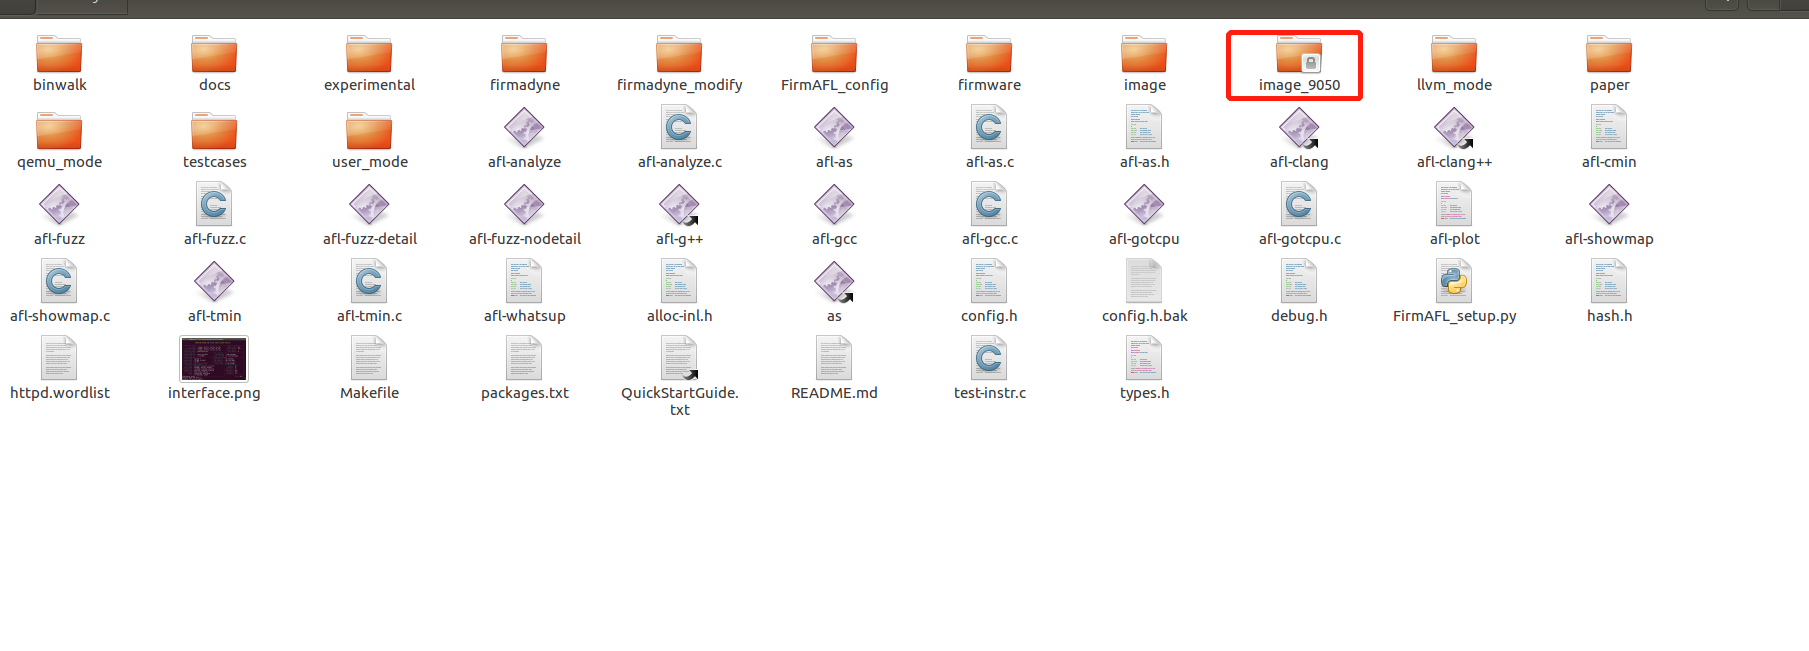 binwalk
docs
experimental
firmadyne
firmadyne_modify
FirmAFL_config
firmware
image
image_9050
llvm_mode
paper
qemu_mode
testcases
user_mode
afl-analyze
afl-analyze.c
afl-as
afl-as.c
afl-as.h
afl-clang
afl-clang++
afl-cmin
afl-fuzz
afl-fuzz.c
afl-fuzz-detail
afl-fuzz-nodetail
afl-g++
afl-gcc
afl-gcc.c
afl-gotcpu
afl-gotcpu.c
afl-plot
afl-showmap
afl-showmap.c
afl-tmin
afl-tmin.c
afl-whatsup
alloc-inl.h
as
config.h
config.h.bak
debug.h
FirmAFL_setup.py
hash.h
httpd.wordlist
interface.png
Makefile
packages.txt
QuickStartGuide.
txt
README.md
test-instr.c
types.h